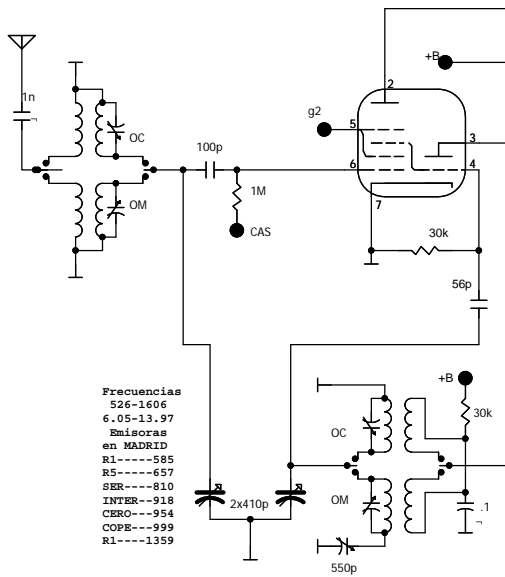 +B
1n
2
g2
5
3
OC
100p
6
4
1M
7
OM
CAS
30k
56p
+B
Frecuencias
526-1606
6.05-13.97
Emisoras
en MADRID
R1-----585
R5-----657
SER----810
INTER--918
CERO---954
COPE---999
R1----1359
OC
30k
2x410p
OM
.1
550p